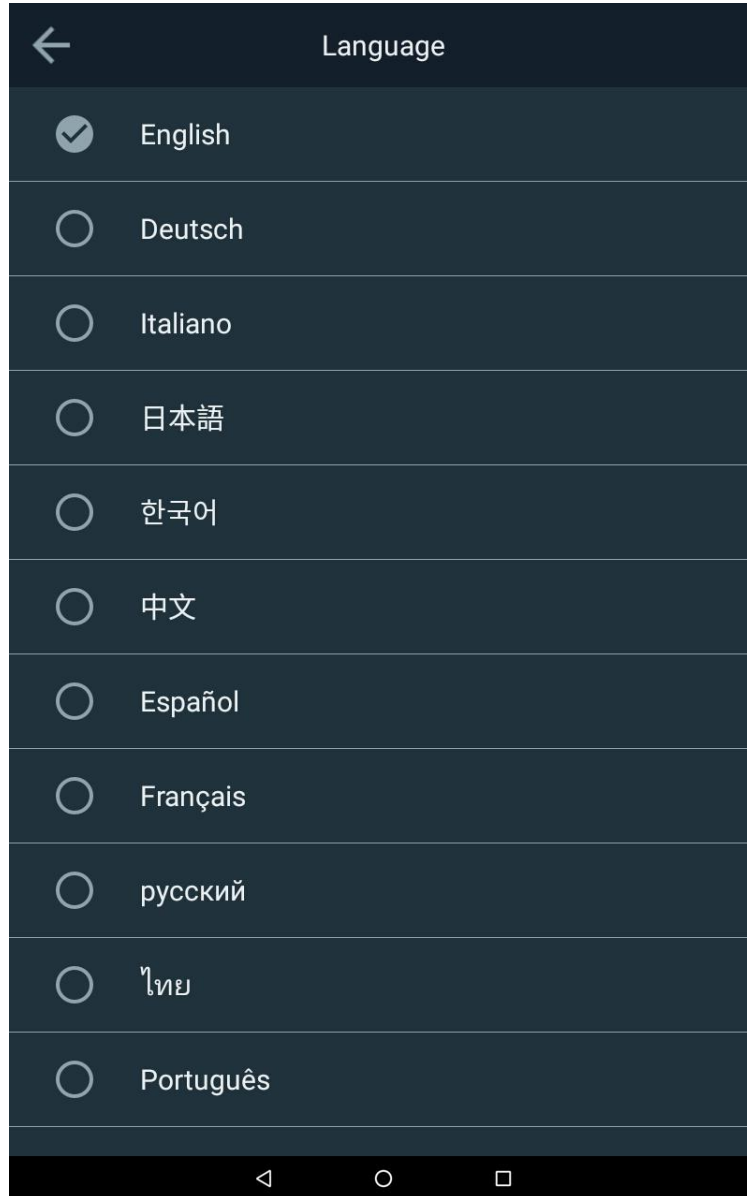 Language
English
Deutsch
Italiano
日本語
한국어
中文
Español
Français
русский
ไทย
Português